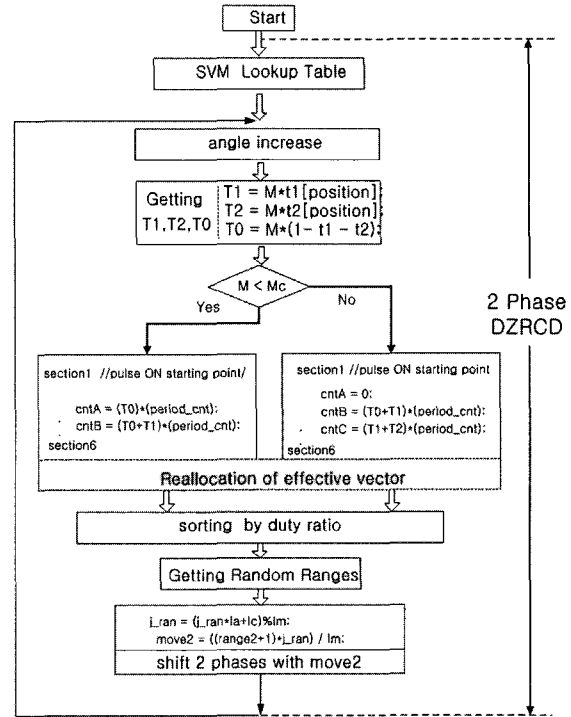 Start
SVM Lookup Table
angle increase
Getting
T1,T2,T0
T1 = M*t1[position];
T2 = M*t2[position];
T0 = M*(1- t1 - t2);
M < Mc
Yes
No
section1 //pulse ON starting point/
cntA = (T0)*(period_cnt);
cntB = (T0+T1)*(period_cnt);
section6
section1 //pulse ON starting point
cntA = 0;
cntB = (T0+T1)*(period_cnt);
cntC = (T1+T2)*(period_cnt);
section6
Reallocation of effective vector
sorting by duty ratio
Getting Random Ranges
j_ran = (j_ran*la+lc)%lm;
move2 = ((range2+1)*j_ran) / lm;
shift 2 phases with move2
2 Phase
DZRCD